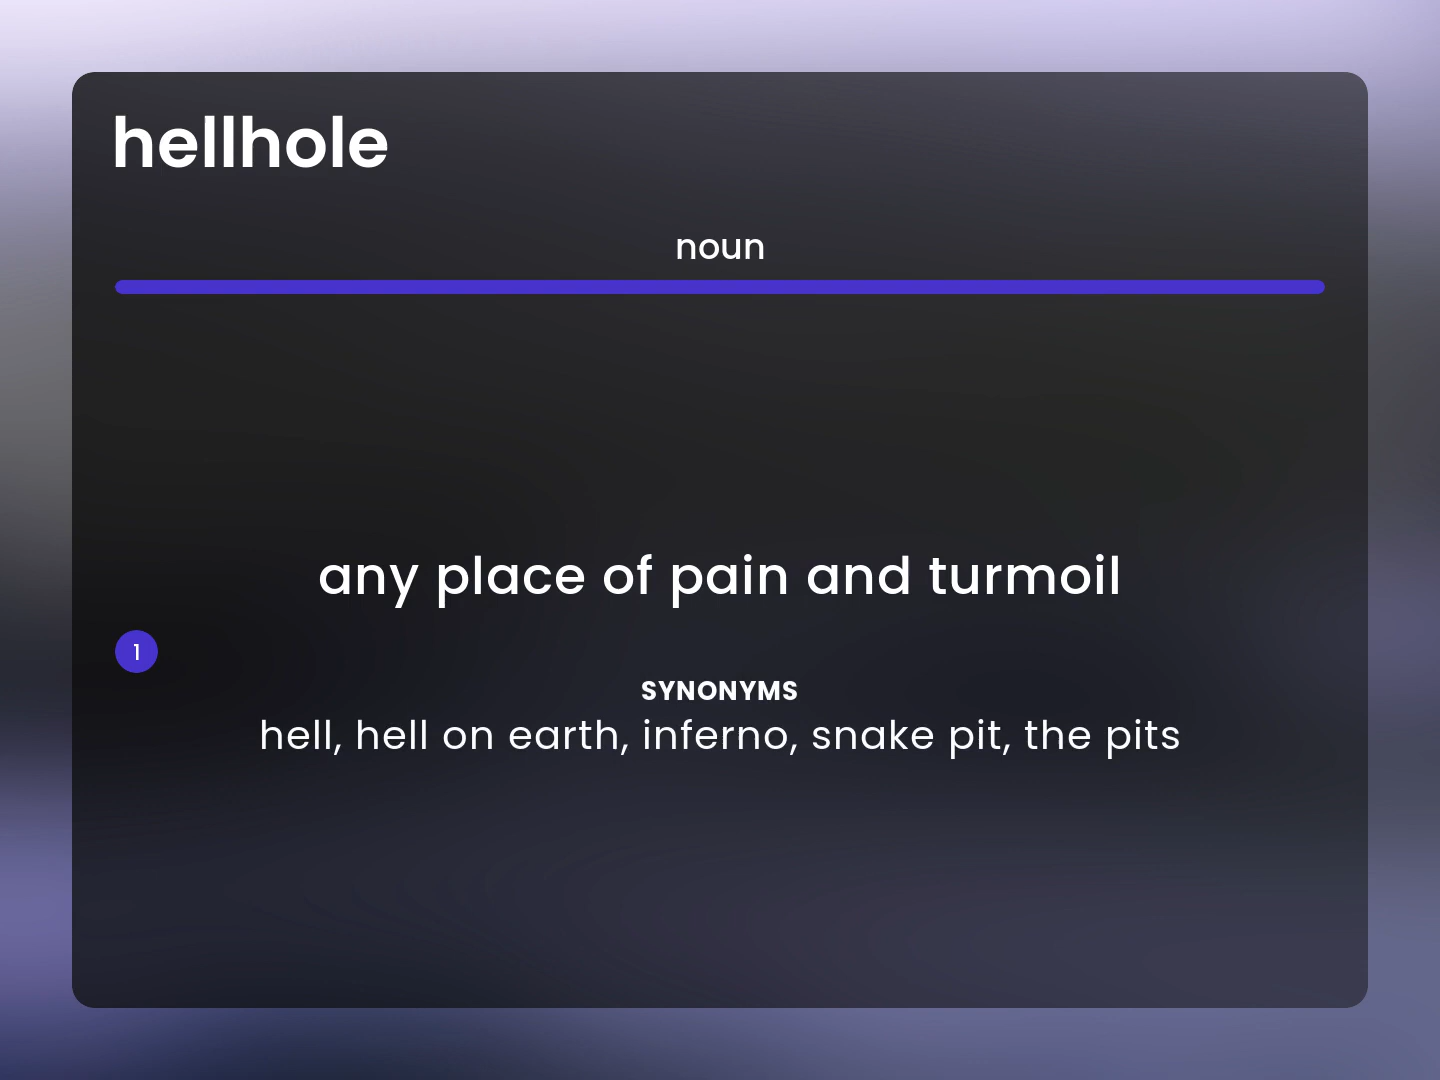 hellhole
noun
any place of pain and turmoil
1
SYNONYMS
hell, hell on earth, inferno, snake pit, the pits